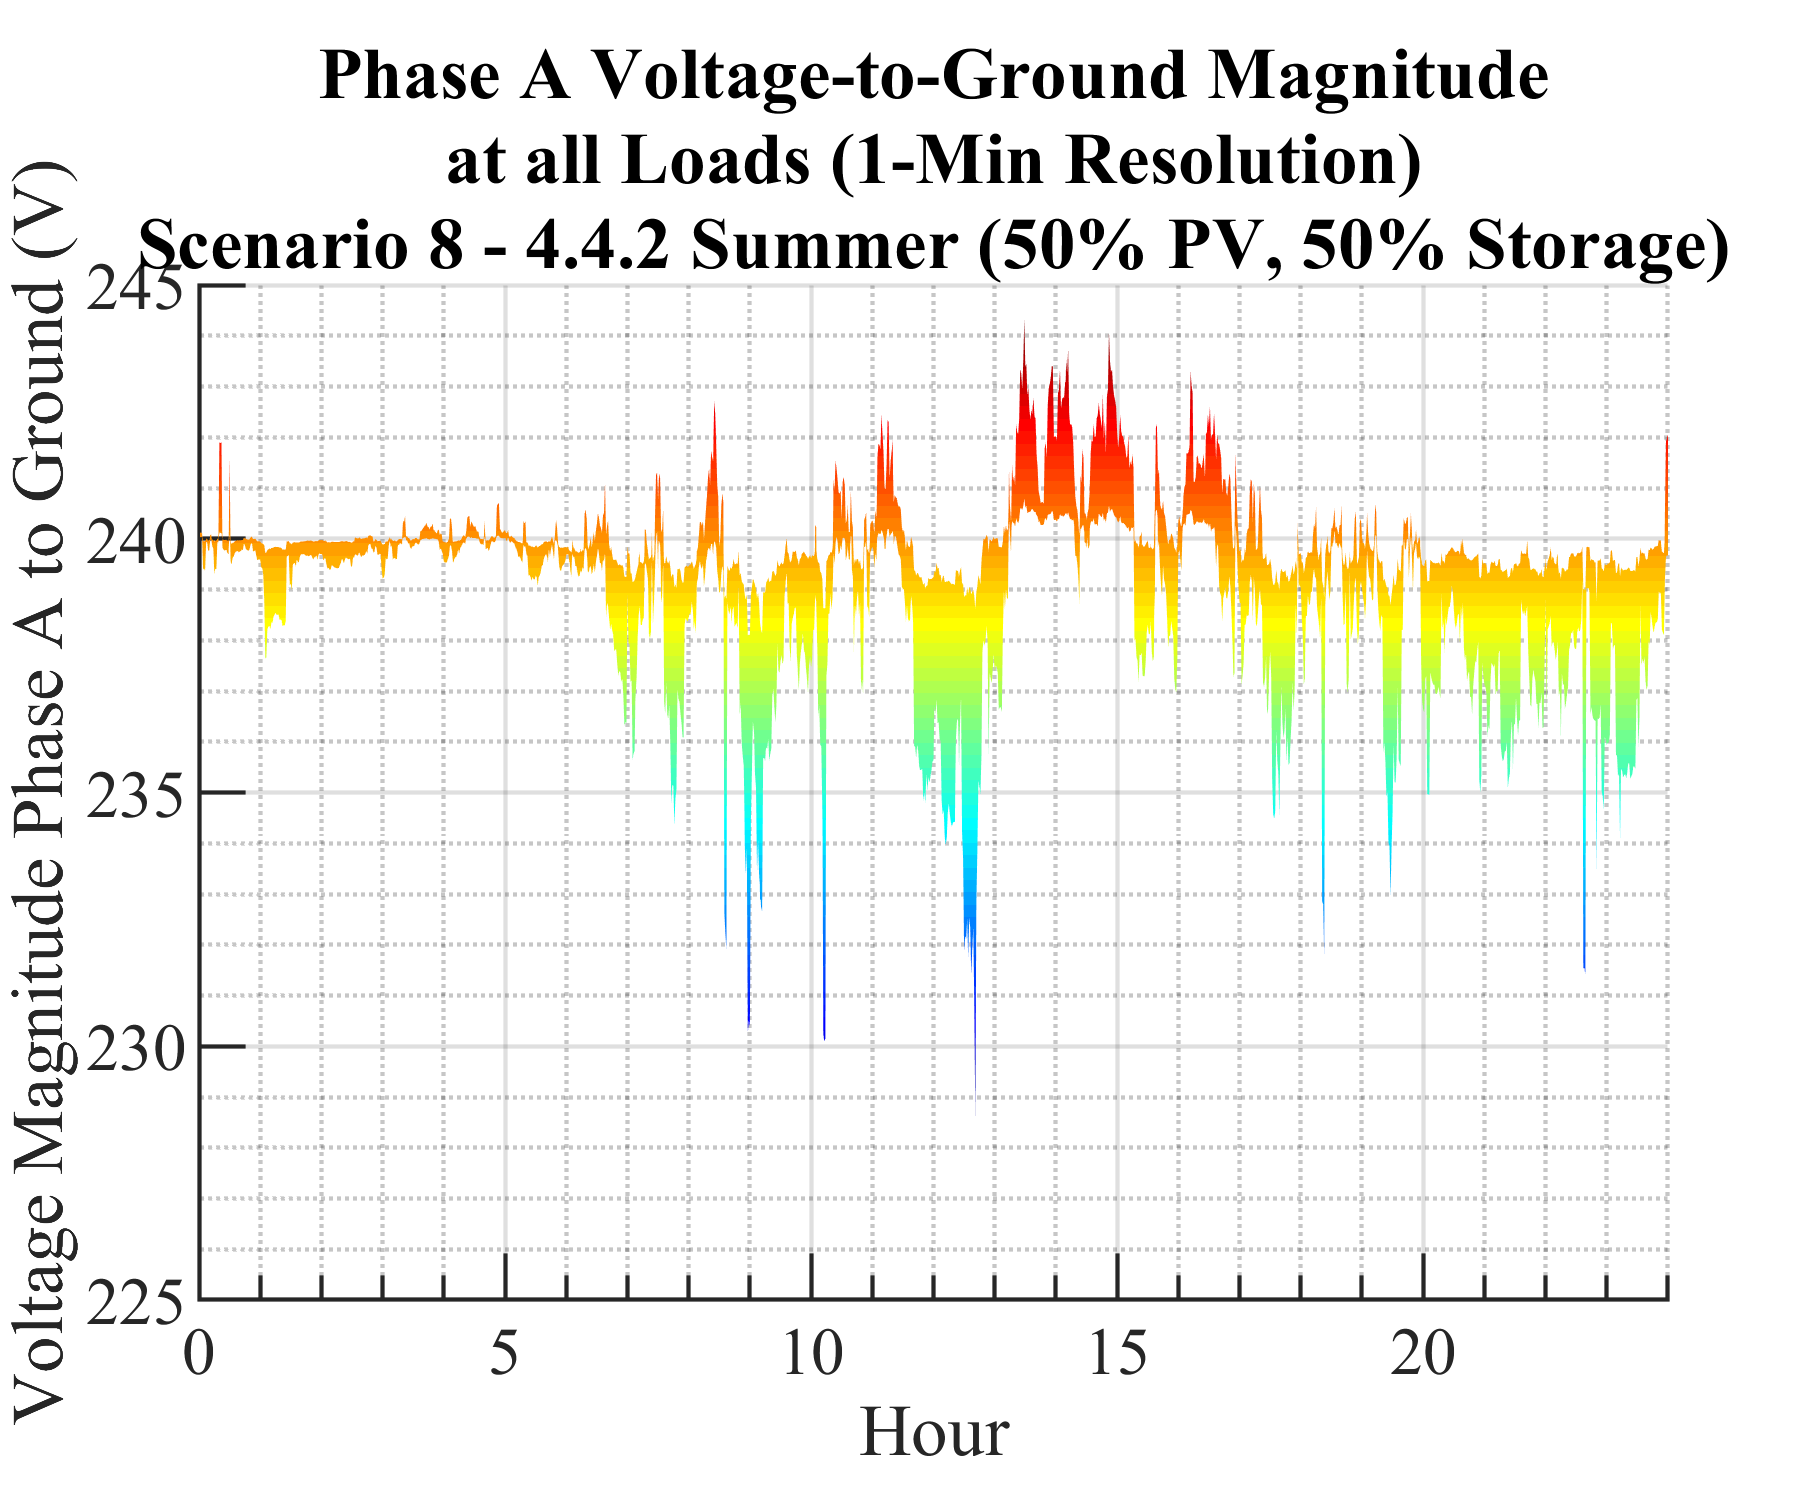 Phase A Voltage-to-Ground Magnitude
at all Loads (1-Min Resolution)
Scenario 8 - 4.4.2 Summer (50% PV, 50% Storage)
Voltage Magnitude Phase A to Ground (V)
245
240
235
230
225
0 5 10 15 20
Hour